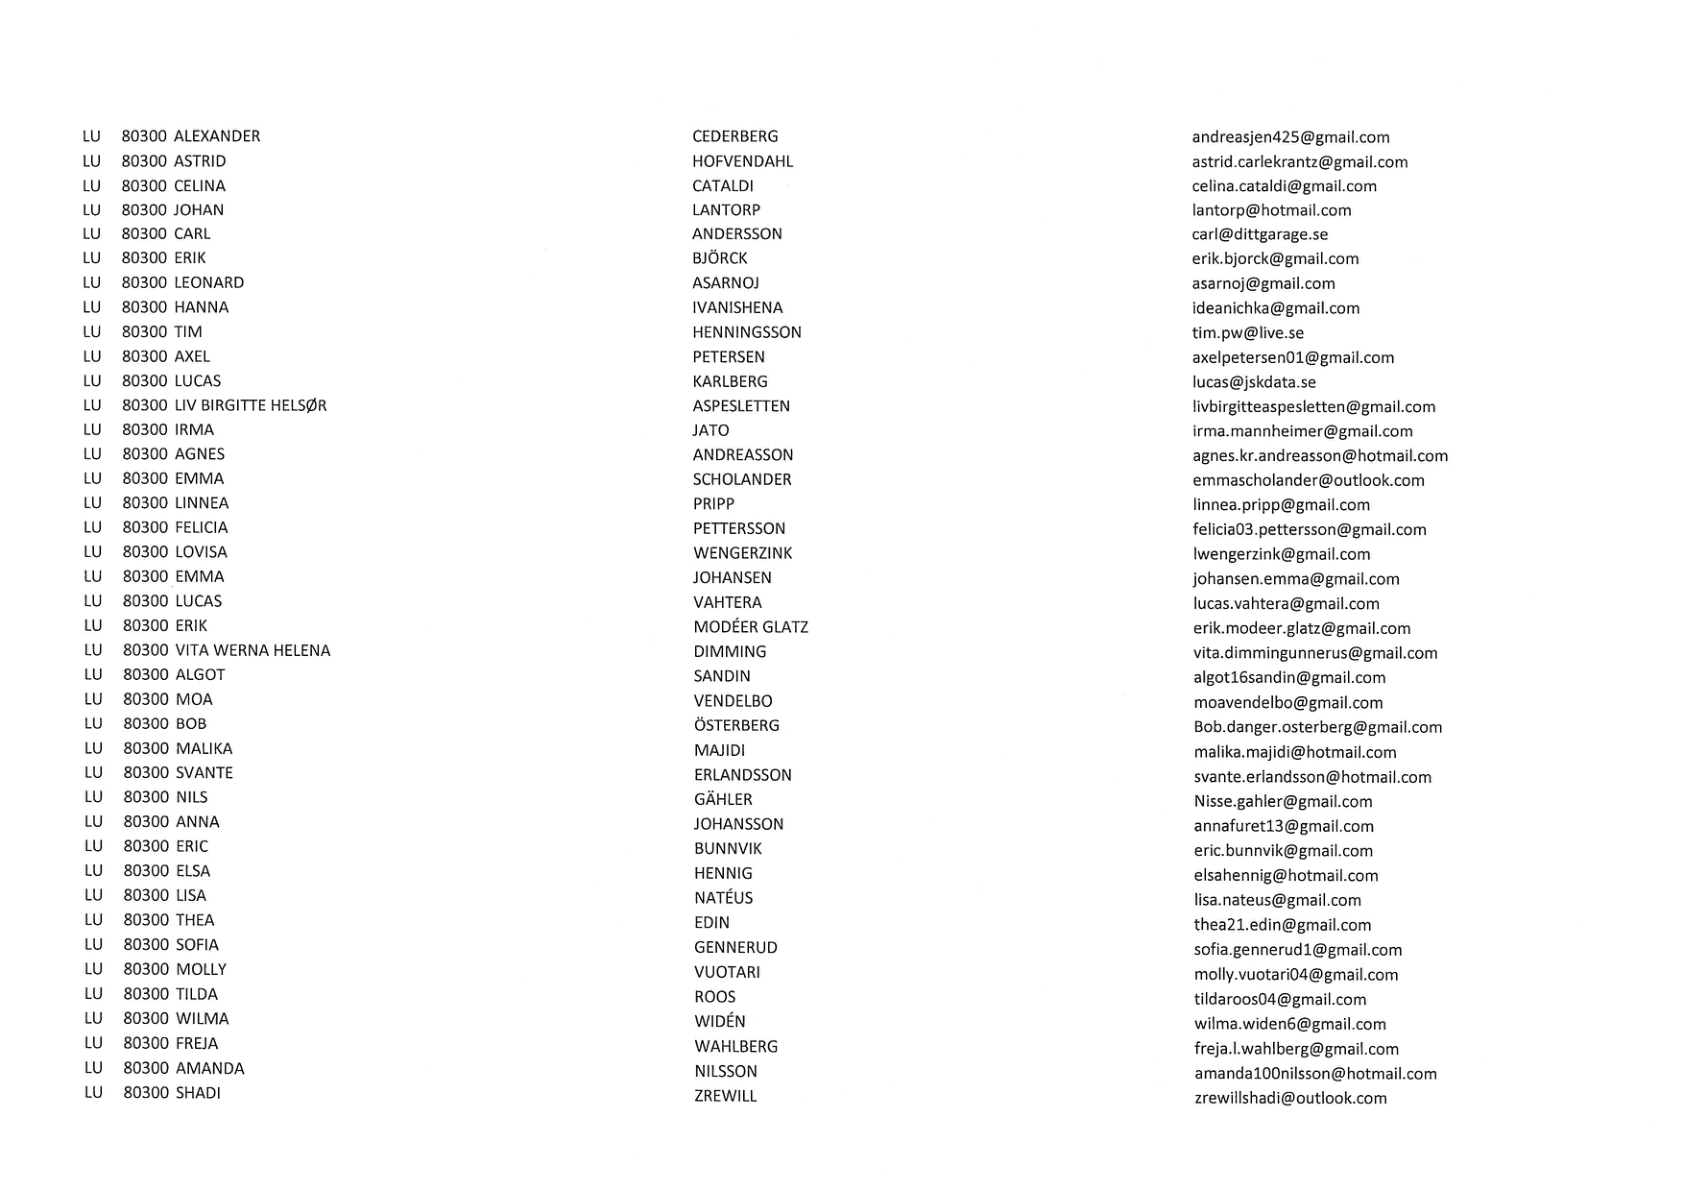 LU 80300 ALEXANDER CEDERBERG andreasjen425@gmail.com
LU 80300 ASTRID HOFVENDAHL astrid.carlekrantz@gmail.com
LU 80300 CELINA CATALDI celina.cataldi@gmail.com
LU 80300 JOHAN LANTORP lantorp@hotmail.com
LU 80300 CARL ANDERSSON carl@dittgarage.se
LU 80300 ERIK BJÖRCK erik.bjorck@gmail.com
LU 80300 LEONARD ASARNOJ asarnoj@gmail.com
LU 80300 HANNA IVANISHENA ideanichka@gmail.com
LU 80300 TIM HENNINGSSON tim.pw@live.se
LU 80300 AXEL PETERSEN axelpetersen01@gmail.com
LU 80300 LUCAS KARLBERG lucas@jskdata.se
LU 80300 LIV BIRGITTE HELSØR ASPESLETTEN livbirgitteaspesletten@gmail.com
LU 80300 IRMA JATO irma.mannheimer@gmail.com
LU 80300 AGNES ANDREASSON agnes.kr.andreasson@hotmail.com
LU 80300 EMMA SCHOLANDER emmascholander@outlook.com
LU 80300 LINNEA PRIPP linnea.pripp@gmail.com
LU 80300 FELICIA PETTERSSON felicia03.pettersson@gmail.com
LU 80300 LOVISA WENGERZINK lwengerzink@gmail.com
LU 80300 EMMA JOHANSEN johansen.emma@gmail.com
LU 80300 LUCAS VAHTERA lucas.vahtera@gmail.com
LU 80300 ERIK MODÉER GLATZ erik.modeer.glatz@gmail.com
LU 80300 VITA WERNA HELENA DIMMING vita.dimmingunnerus@gmail.com
LU 80300 ALGOT SANDIN algot16sandin@gmail.com
LU 80300 MOA VENDELBO moavendelbo@gmail.com
LU 80300 BOB ÖSTERBERG Bob.danger.osterberg@gmail.com
LU 80300 MALIKA MAJIDI malika.majidi@hotmail.com
LU 80300 SVANTE ERLANDSSON svante.erlandsson@hotmail.com
LU 80300 NILS GÄHLER Nisse.gahler@gmail.com
LU 80300 ANNA JOHANSSON annafuret13@gmail.com
LU 80300 ERIC BUNNVIK eric.bunnvik@gmail.com
LU 80300 ELSA HENNIG elsahennig@hotmail.com
LU 80300 LISA NATÉUS lisa.nateus@gmail.com
LU 80300 THEA EDIN thea21.edin@gmail.com
LU 80300 SOFIA GENNERUD sofia.gennerud1@gmail.com
LU 80300 MOLLY VUOTARI molly.vuotari04@gmail.com
LU 80300 TILDA ROOS tildaroos04@gmail.com
LU 80300 WILMA WIDÉN wilma.widen6@gmail.com
LU 80300 FREJA WAHLBERG freja.l.wahlberg@gmail.com
LU 80300 AMANDA NILSSON amanda100nilsson@hotmail.com
LU 80300 SHADI ZREWILL zrewillshadi@outlook.com